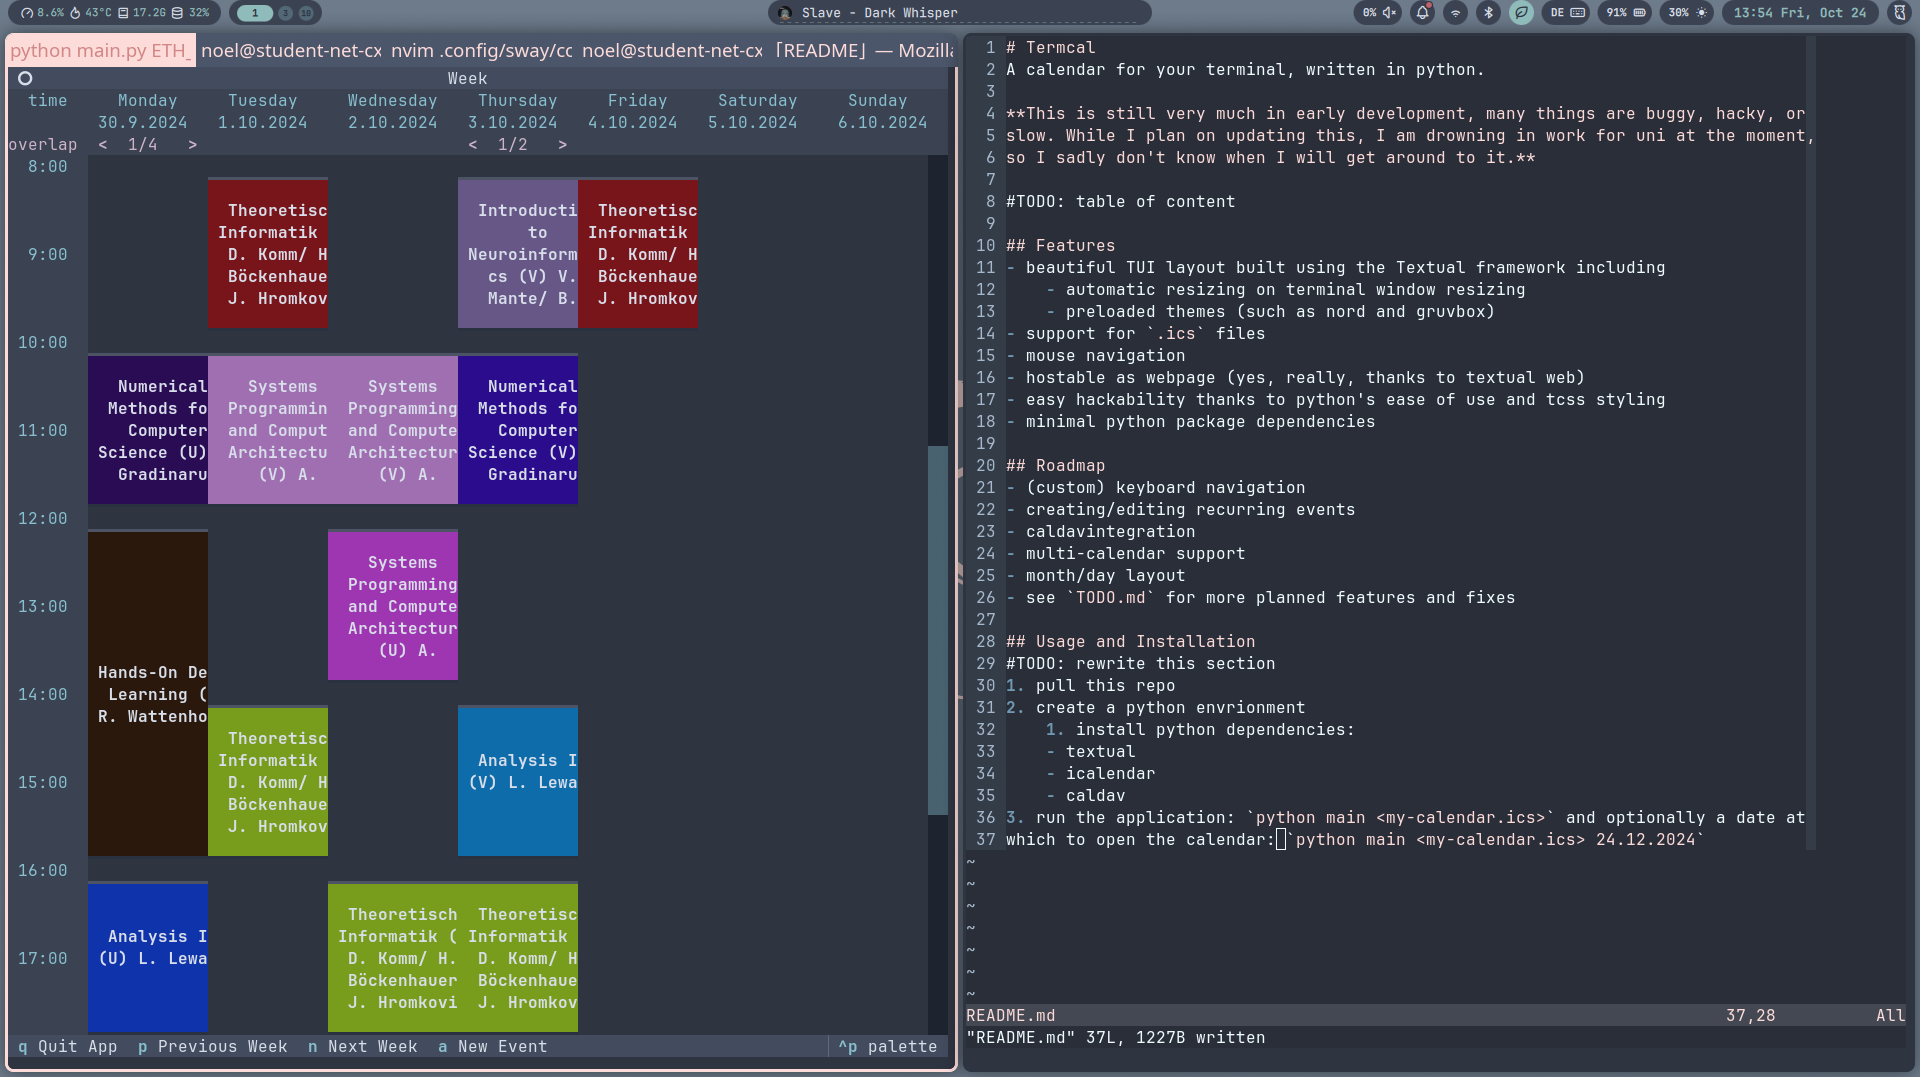 8.6% 43°C 17.2G 32% 1 3 10 Slave - Dark Whisper 0% DE 91% 30% 13:54 Fri, Oct 24
python main.py ETH_ noel@student-net-cx nvim .config/sway/cc noel@student-net-cx 「README」 — Mozilla
Week
time Monday Tuesday Wednesday Thursday Friday Saturday Sunday
30.9.2024 1.10.2024 2.10.2024 3.10.2024 4.10.2024 5.10.2024 6.10.2024
overlap < 1/4 > < 1/2 >
8:00
Theoretisc Introducti Theoretisc
Informatik to Informatik
9:00 D. Komm/ H Neuroinform D. Komm/ H
Böckenhaue cs (V) V. Böckenhaue
J. Hromkov Mante/ B. J. Hromkov
10:00
Numerical Systems Systems Numerical
Methods fo Programmin Programming Methods fo
11:00 Computer and Comput and Compute Computer
Science (U) Architectu Architectur Science (V)
Gradinaru (V) A. (V) A. Gradinaru
12:00
Systems
Programming
13:00 and Compute
Architectur
(U) A.
Hands-On De
14:00 Learning (
R. Wattenho
Theoretisc
Informatik Analysis I
15:00 D. Komm/ H (V) L. Lewa
Böckenhaue
J. Hromkov
16:00
Theoretisch Theoretisc
Analysis I Informatik ( Informatik
17:00 (U) L. Lewa D. Komm/ H. D. Komm/ H
Böckenhauer Böckenhaue
J. Hromkovi J. Hromkov
q Quit App p Previous Week n Next Week a New Event ^p palette
1 # Termcal
2 A calendar for your terminal, written in python.
3
4 **This is still very much in early development, many things are buggy, hacky, or
5 slow. While I plan on updating this, I am drowning in work for uni at the moment,
6 so I sadly don't know when I will get around to it.**
7
8 #TODO: table of content
9
10 ## Features
11 - beautiful TUI layout built using the Textual framework including
12 - automatic resizing on terminal window resizing
13 - preloaded themes (such as nord and gruvbox)
14 - support for `.ics` files
15 - mouse navigation
16 - hostable as webpage (yes, really, thanks to textual web)
17 - easy hackability thanks to python's ease of use and tcss styling
18 - minimal python package dependencies
19
20 ## Roadmap
21 - (custom) keyboard navigation
22 - creating/editing recurring events
23 - caldavintegration
24 - multi-calendar support
25 - month/day layout
26 - see `TODO.md` for more planned features and fixes
27
28 ## Usage and Installation
29 #TODO: rewrite this section
30 1. pull this repo
31 2. create a python envrionment
32 1. install python dependencies:
33 - textual
34 - icalendar
35 - caldav
36 3. run the application: `python main <my-calendar.ics>` and optionally a date at
37 which to open the calendar: `python main <my-calendar.ics> 24.12.2024`
~
~
~
~
~
~
~
README.md 37,28 All
"README.md" 37L, 1227B written